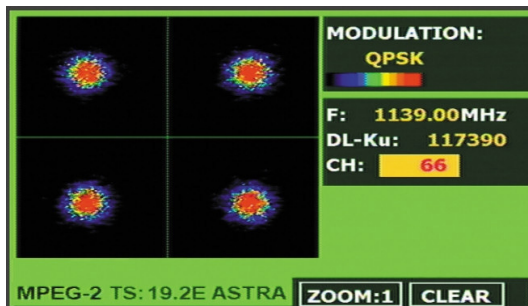 MODULATION:
QPSK
F: 1139.00MHz
DL-Ku: 117390
CH: 66
MPEG-2 TS: 19.2E ASTRA
ZOOM:1
CLEAR